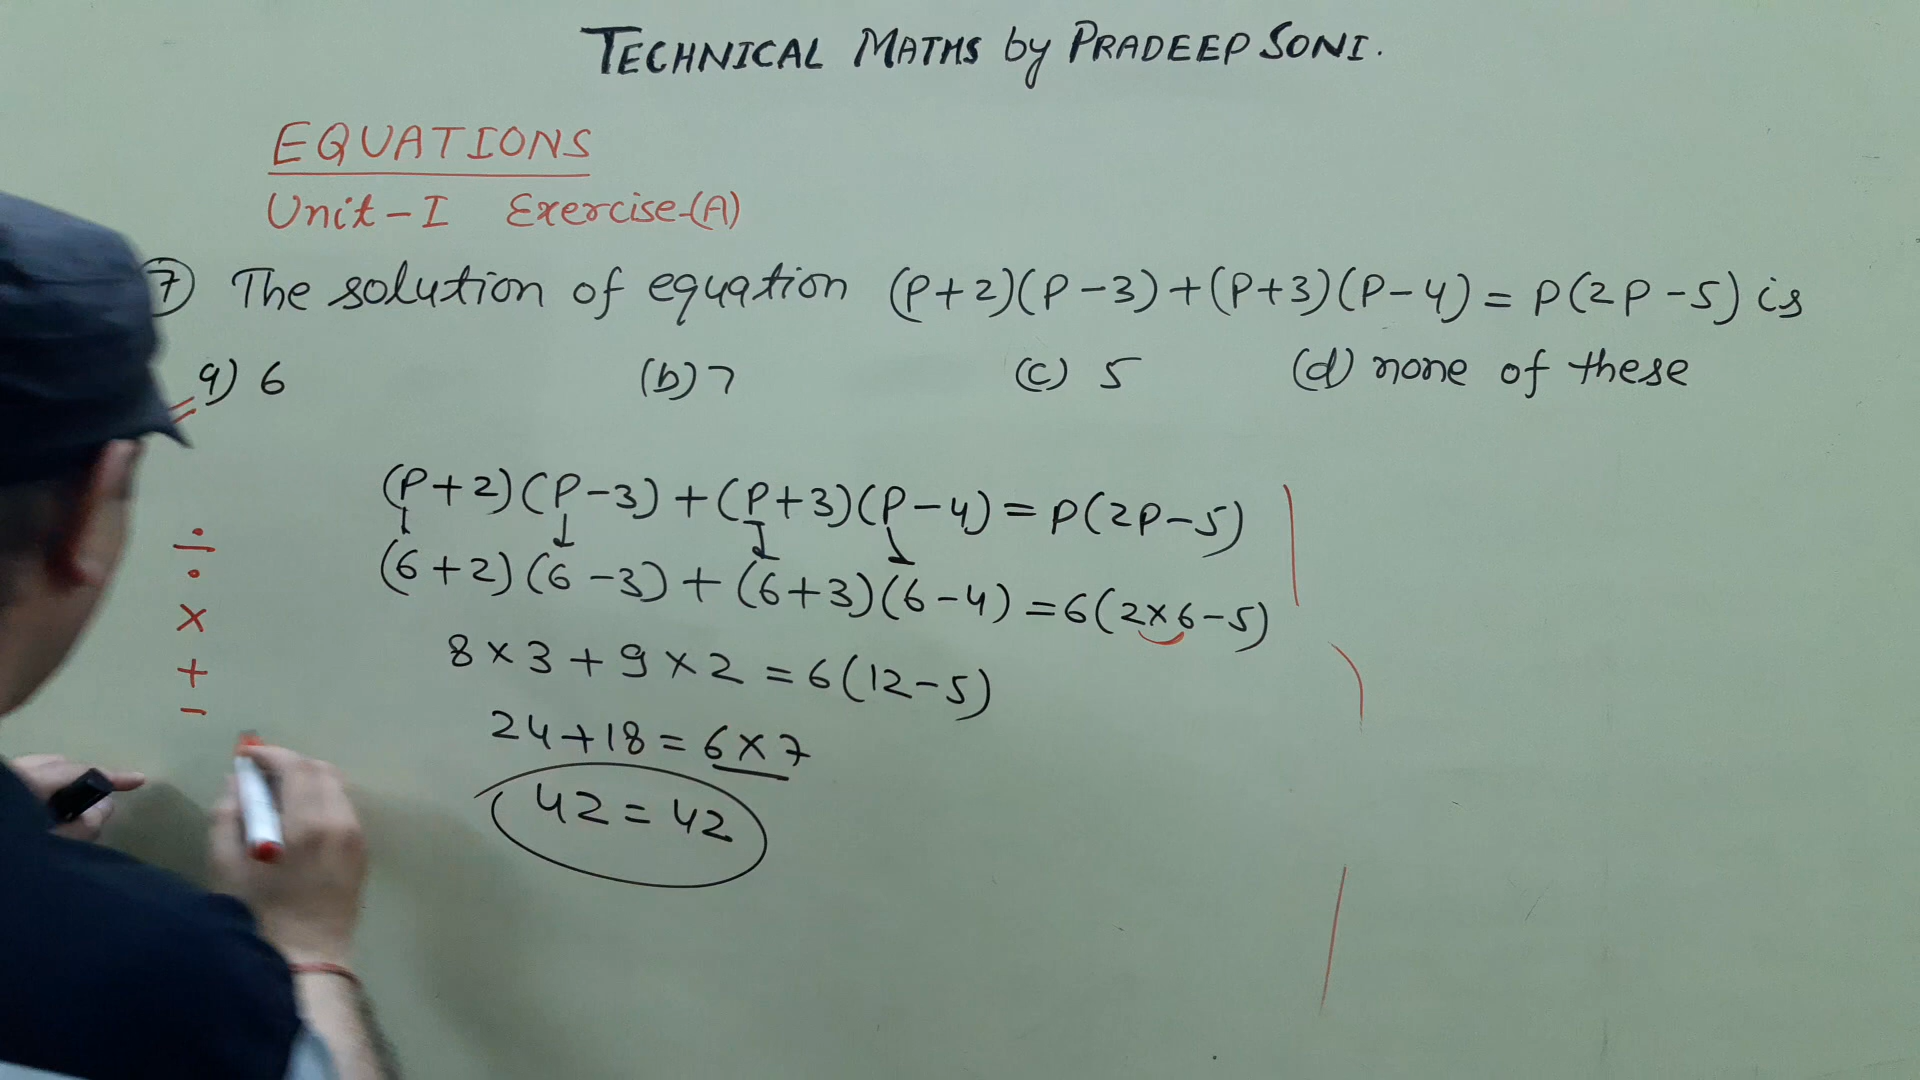 TECHNICAL MATHS by PRADEEP SONI.
EQUATIONS
Unit-I Exercise-(A)
7 The solution of equation (P+2)(P-3)+(P+3)(P-4)=P(2P-5) is
a) 6 (b) 7 (c) 5 (d) none of these
(P+2)(P-3)+(P+3)(P-4)=P(2P-5)
(6+2)(6-3)+(6+3)(6-4)=6(2×6-5)
8×3+9×2=6(12-5)
24+18=6×7
42=42
÷
×
+
-